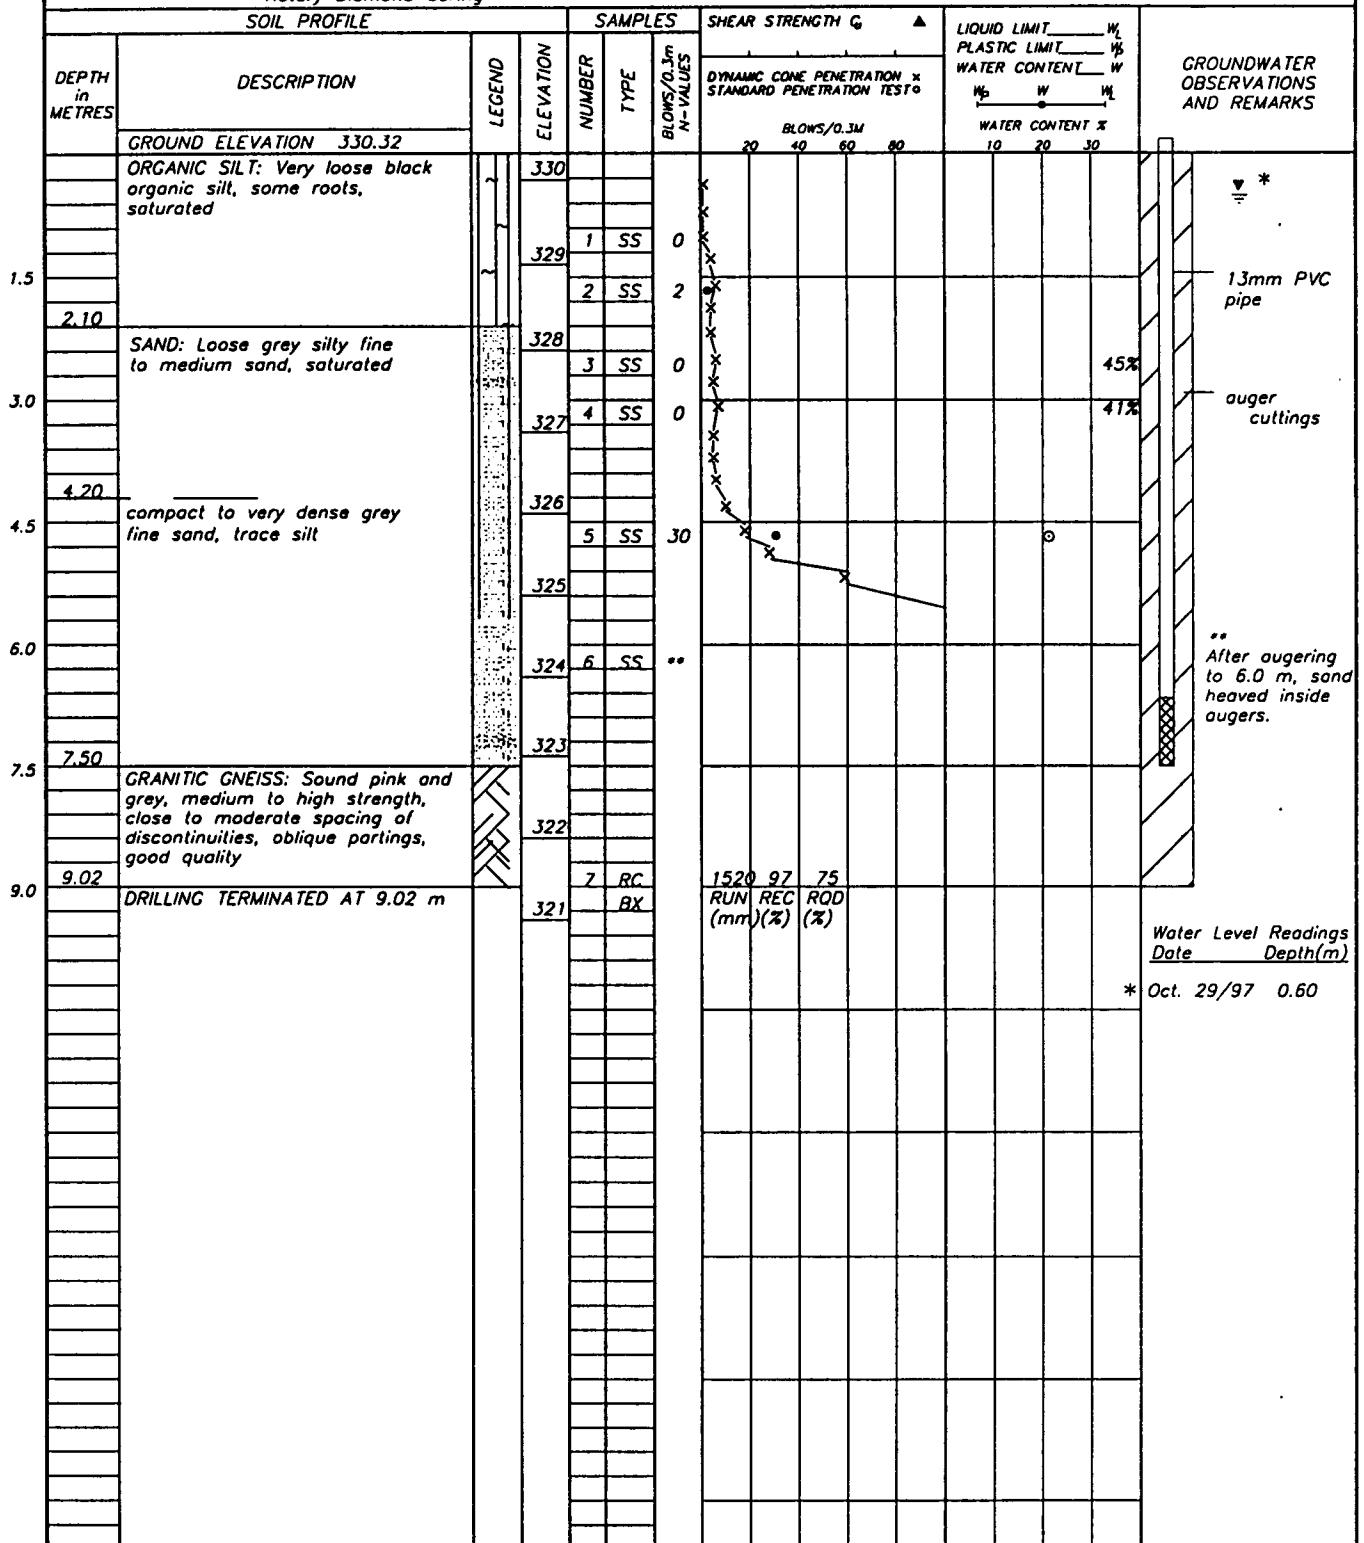 SOIL PROFILE
SAMPLES
SHEAR STRENGTH Cu ▲
LIQUID LIMIT WL
PLASTIC LIMIT Wp
WATER CONTENT W
GROUNDWATER
OBSERVATIONS
AND REMARKS
DEPTH
in
METRES
DESCRIPTION
LEGEND
ELEVATION
NUMBER
TYPE
BLOWS/0.3m
N-VALUES
DYNAMIC CONE PENETRATION x
STANDARD PENETRATION TEST o
Wp W WL
BLOWS/0.3M
WATER CONTENT %
20 40 60 80
10 20 30
GROUND ELEVATION 330.32
ORGANIC SILT: Very loose black
organic silt, some roots,
saturated
330
*
1 SS 0
329
1.5
2 SS 2
13mm PVC
pipe
2.10
328
SAND: Loose grey silty fine
to medium sand, saturated
3 SS 0
45%
3.0
4 SS 0
41%
327
auger
cuttings
4.20
326
compact to very dense grey
fine sand, trace silt
4.5
5 SS 30
325
6.0
324
6 SS **
**
After augering
to 6.0 m, sand
heaved inside
augers.
323
7.50
7.5
GRANITIC GNEISS: Sound pink and
grey, medium to high strength,
close to moderate spacing of
discontinuities, oblique partings,
good quality
322
9.02
9.0
7 RC
BX
1520 97 75
RUN REC RQD
(mm) (%) (%)
DRILLING TERMINATED AT 9.02 m
321
Water Level Readings
Date Depth(m)
* Oct. 29/97 0.60